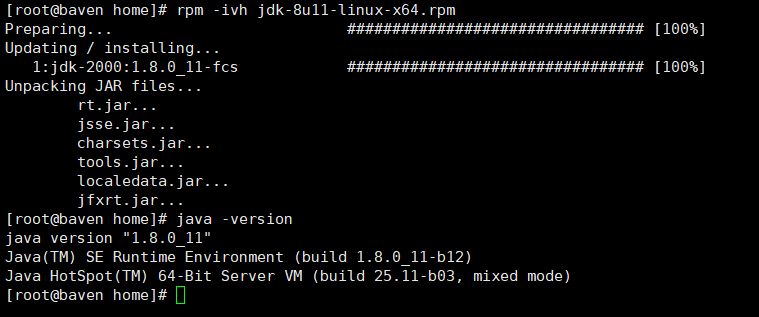 [root@baven home]# rpm -ivh jdk-8u11-linux-x64.rpm
Preparing...                          ################################# [100%]
Updating / installing...
   1:jdk-2000:1.8.0_11-fcs            ################################# [100%]
Unpacking JAR files...
        rt.jar...
        jsse.jar...
        charsets.jar...
        tools.jar...
        localedata.jar...
        jfxrt.jar...
[root@baven home]# java -version
java version "1.8.0_11"
Java(TM) SE Runtime Environment (build 1.8.0_11-b12)
Java HotSpot(TM) 64-Bit Server VM (build 25.11-b03, mixed mode)
[root@baven home]#